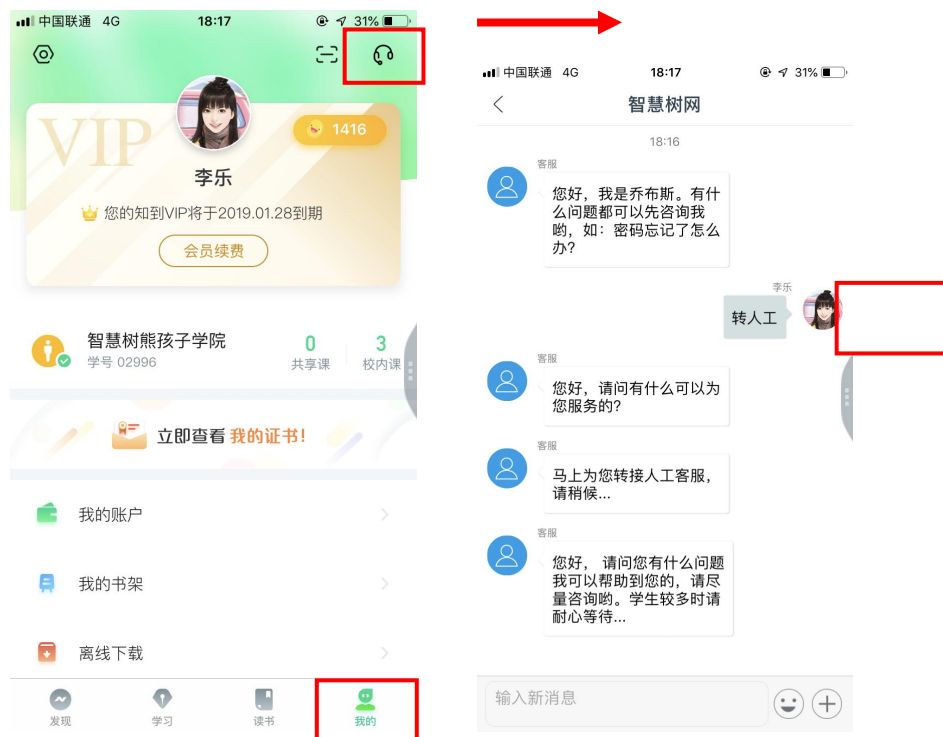 中国联通 4G
18:17
31%
VIP
1416
李乐
您的知到VIP将于2019.01.28到期
会员续费
智慧树熊孩子学院
学号 02996
0
共享课
3
校内课
立即查看 我的证书!
我的账户
我的书架
离线下载
发现
学习
读书
我的
中国联通 4G
18:17
31%
智慧树网
18:16
客服
您好，我是乔布斯。有什
么问题都可以先咨询我
哟，如：密码忘记了怎么
办?
李乐
转人工
客服
您好，请问有什么可以为
您服务的?
客服
马上为您转接人工客服，
请稍候...
客服
您好， 请问您有什么问题
我可以帮助到您的，请尽
量咨询哟。学生较多时请
耐心等待...
输入新消息